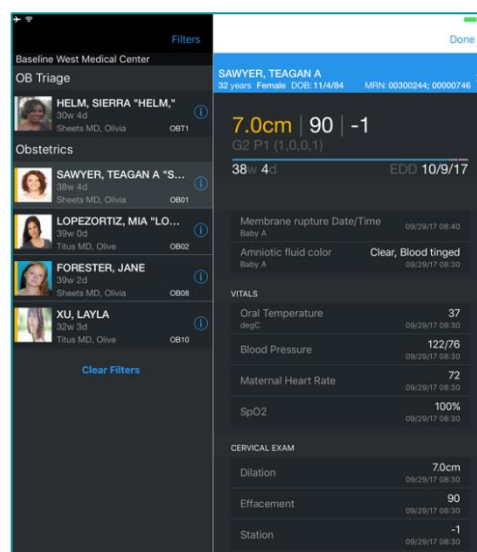 Filters
Baseline West Medical Center
OB Triage
HELM, SIERRA "HELM,"
30w 4d
Sheets MD, Olivia OBT1
Obstetrics
SAWYER, TEAGAN A "S...
38w 4d
Sheets MD, Olivia OB01
LOPEZORTIZ, MIA "LO...
39w 0d
Titus MD, Olive OB02
FORESTER, JANE
39w 2d
Sheets MD, Olivia OB08
XU, LAYLA
32w 3d
Titus MD, Olive OB10
Clear Filters
Done
SAWYER, TEAGAN A
32 years Female DOB:11/4/84 MRN: 00300244; 00000746
7.0cm | 90 | -1
G2 P1 (1,0,0,1)
38w 4d EDD 10/9/17
Membrane rupture Date/Time 09/29/17 08:40
Baby A
Amniotic fluid color Clear, Blood tinged
Baby A 09/29/17 08:30
VITALS
Oral Temperature 37
degC 09/29/17 08:30
Blood Pressure 122/76
09/29/17 08:30
Maternal Heart Rate 72
09/29/17 08:30
SpO2 100%
09/29/17 08:30
CERVICAL EXAM
Dilation 7.0cm
09/29/17 08:30
Effacement 90
09/29/17 08:30
Station -1
09/29/17 08:30